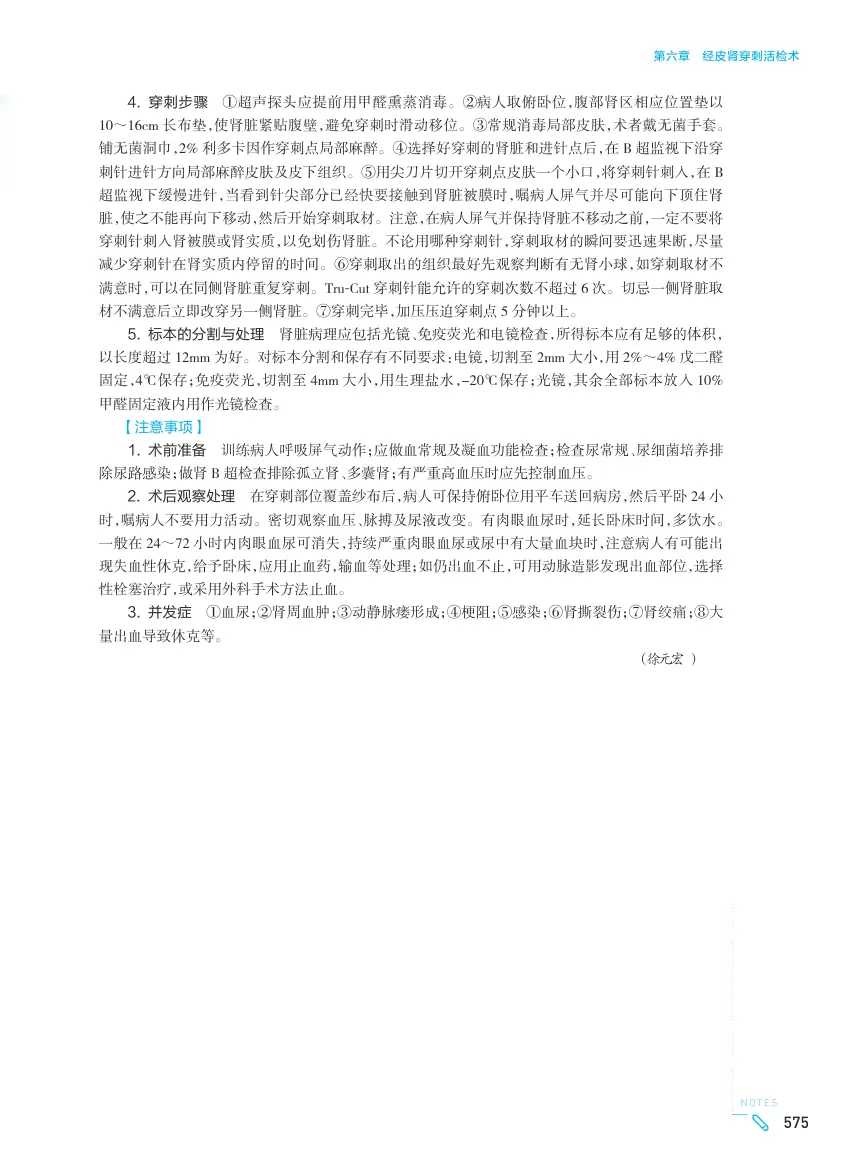 第六章 经皮肾穿刺活检术
4. 穿刺步骤 ①超声探头应提前用甲醛熏蒸消毒。②病人取俯卧位,腹部肾区相应位置垫以
10～16cm 长布垫,使肾脏紧贴腹壁,避免穿刺时滑动移位。③常规消毒局部皮肤,术者戴无菌手套。
铺无菌洞巾,2% 利多卡因作穿刺点局部麻醉。④选择好穿刺的肾脏和进针点后,在 B 超监视下沿穿
刺针进针方向局部麻醉皮肤及皮下组织。⑤用尖刀片切开穿刺点皮肤一个小口,将穿刺针刺入,在 B
超监视下缓慢进针,当看到针尖部分已经快要接触到肾脏被膜时,嘱病人屏气并尽可能向下顶住肾
脏,使之不能再向下移动,然后开始穿刺取材。注意,在病人屏气并保持肾脏不移动之前,一定不要将
穿刺针刺入肾被膜或肾实质,以免划伤肾脏。不论用哪种穿刺针,穿刺取材的瞬间要迅速果断,尽量
减少穿刺针在肾实质内停留的时间。⑥穿刺取出的组织最好先观察判断有无肾小球,如穿刺取材不
满意时,可以在同侧肾脏重复穿刺。Tru-Cut 穿刺针能允许的穿刺次数不超过 6 次。切忌一侧肾脏取
材不满意后立即改穿另一侧肾脏。⑦穿刺完毕,加压压迫穿刺点 5 分钟以上。
5. 标本的分割与处理 肾脏病理应包括光镜、免疫荧光和电镜检查,所得标本应有足够的体积,
以长度超过 12mm 为好。对标本分割和保存有不同要求:电镜,切割至 2mm 大小,用 2%～4% 戊二醛
固定,4℃保存;免疫荧光,切割至 4mm 大小,用生理盐水,–20℃保存;光镜,其余全部标本放入 10%
甲醛固定液内用作光镜检查。
【注意事项】
1. 术前准备 训练病人呼吸屏气动作;应做血常规及凝血功能检查;检查尿常规、尿细菌培养排
除尿路感染;做肾 B 超检查排除孤立肾、多囊肾;有严重高血压时应先控制血压。
2. 术后观察处理 在穿刺部位覆盖纱布后,病人可保持俯卧位用平车送回病房,然后平卧 24 小
时,嘱病人不要用力活动。密切观察血压、脉搏及尿液改变。有肉眼血尿时,延长卧床时间,多饮水。
一般在 24～72 小时内肉眼血尿可消失,持续严重肉眼血尿或尿中有大量血块时,注意病人有可能出
现失血性休克,给予卧床,应用止血药,输血等处理;如仍出血不止,可用动脉造影发现出血部位,选择
性栓塞治疗,或采用外科手术方法止血。
3. 并发症 ①血尿;②肾周血肿;③动静脉瘘形成;④梗阻;⑤感染;⑥肾撕裂伤;⑦肾绞痛;⑧大
量出血导致休克等。
（徐元宏 ）
NOTES
575